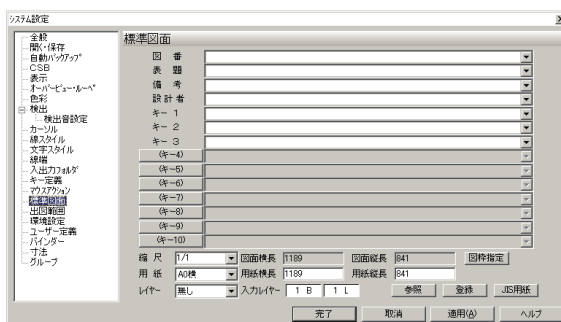 システム設定
全般
開く・保存
自動バックアップ
CSB
表示
オーバービュー・ルーペ
色彩
検出
検出音設定
カーソル
線スタイル
文字スタイル
線端
入出力フォルダ
キー定義
マウスアクション
標準図面
出図範囲
環境設定
ユーザー定義
バインダー
寸法
グループ
標準図面
図 番
表 題
備 考
設計者
キー 1
キー 2
キー 3
(キー4)
(キー5)
(キー6)
(キー7)
(キー8)
(キー9)
(キー10)
縮 尺 1/1 図面横長 1189 図面縦長 841 図枠指定
用 紙 A0横 用紙横長 1189 用紙縦長 841
レイヤー 無し 入力レイヤー 1 B 1 L 参照 登録 JIS用紙
完了 取消 適用(A) ヘルプ